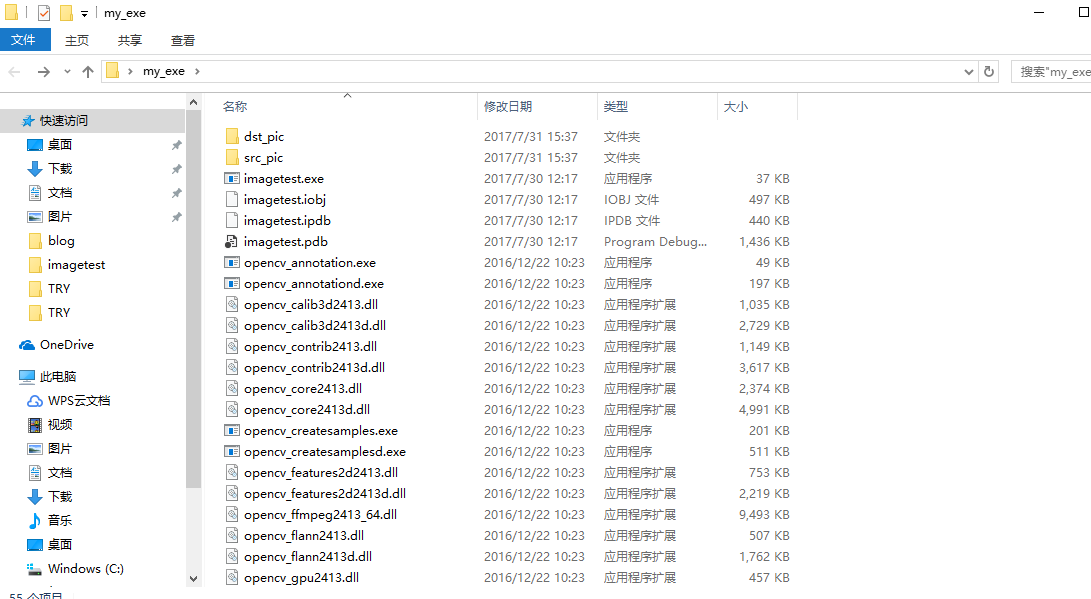 my_exe
文件 主页 共享 查看
my_exe 搜索"my_exe
名称 修改日期 类型 大小
快速访问
桌面
下载
文档
图片
blog
imagetest
TRY
TRY
OneDrive
此电脑
WPS云文档
视频
图片
文档
下载
音乐
桌面
Windows (C:)
dst_pic 2017/7/31 15:37 文件夹
src_pic 2017/7/31 15:37 文件夹
imagetest.exe 2017/7/30 12:17 应用程序 37 KB
imagetest.iobj 2017/7/30 12:17 IOBJ 文件 497 KB
imagetest.ipdb 2017/7/30 12:17 IPDB 文件 440 KB
imagetest.pdb 2017/7/30 12:17 Program Debug... 1,436 KB
opencv_annotation.exe 2016/12/22 10:23 应用程序 49 KB
opencv_annotationd.exe 2016/12/22 10:23 应用程序 197 KB
opencv_calib3d2413.dll 2016/12/22 10:23 应用程序扩展 1,035 KB
opencv_calib3d2413d.dll 2016/12/22 10:23 应用程序扩展 2,729 KB
opencv_contrib2413.dll 2016/12/22 10:23 应用程序扩展 1,149 KB
opencv_contrib2413d.dll 2016/12/22 10:23 应用程序扩展 3,617 KB
opencv_core2413.dll 2016/12/22 10:23 应用程序扩展 2,374 KB
opencv_core2413d.dll 2016/12/22 10:23 应用程序扩展 4,991 KB
opencv_createsamples.exe 2016/12/22 10:23 应用程序 201 KB
opencv_createsamplesd.exe 2016/12/22 10:23 应用程序 511 KB
opencv_features2d2413.dll 2016/12/22 10:23 应用程序扩展 753 KB
opencv_features2d2413d.dll 2016/12/22 10:23 应用程序扩展 2,219 KB
opencv_ffmpeg2413_64.dll 2016/12/22 10:23 应用程序扩展 9,493 KB
opencv_flann2413.dll 2016/12/22 10:23 应用程序扩展 507 KB
opencv_flann2413d.dll 2016/12/22 10:23 应用程序扩展 1,762 KB
opencv_gpu2413.dll 2016/12/22 10:23 应用程序扩展 457 KB
55 个项目